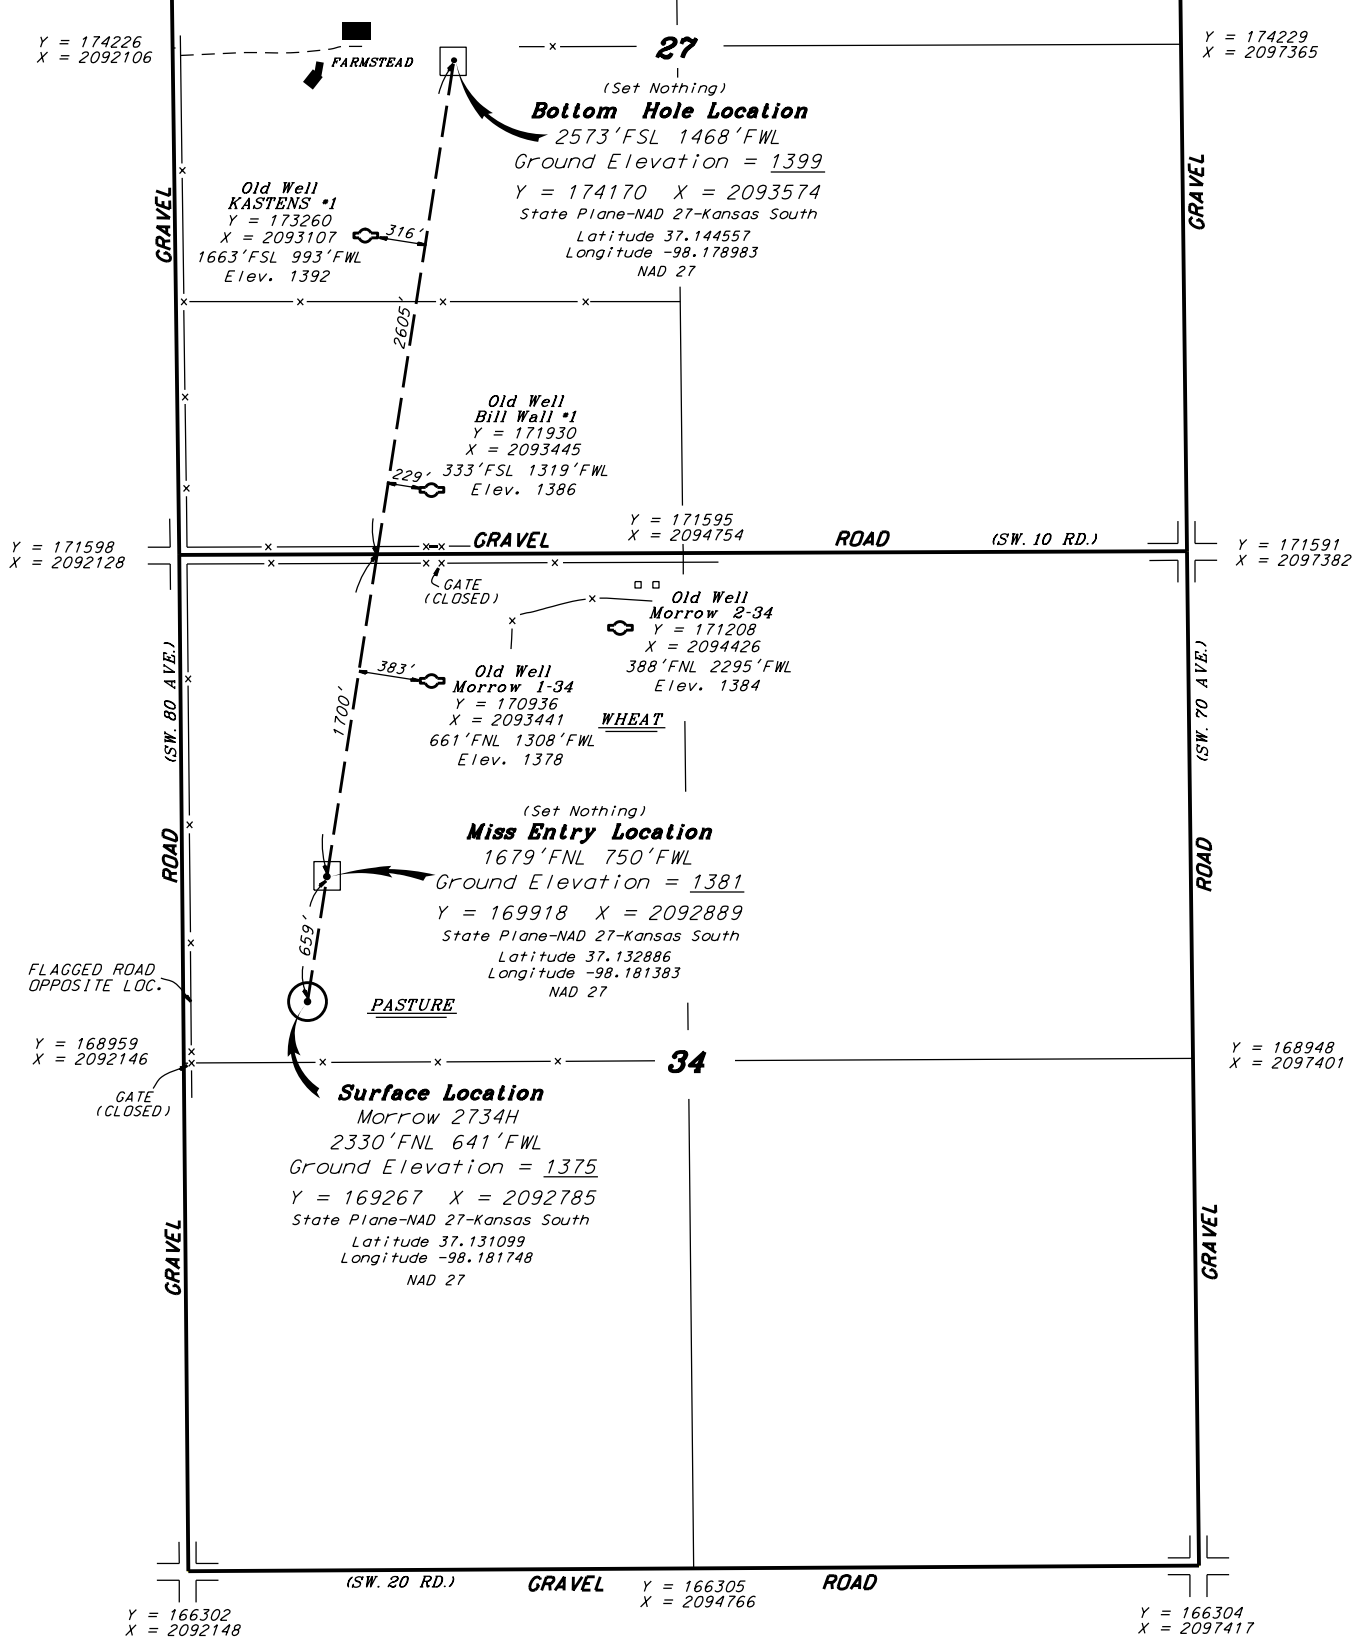 Y = 174226
X = 2092106
FARMSTEAD
27
Y = 174229
X = 2097365
(Set Nothing)
Bottom Hole Location
2573'FSL 1468'FWL
Ground Elevation = 1399
Y = 174170 X = 2093574
State Plane-NAD 27-Kansas South
Latitude 37.144557
Longitude -98.178983
NAD 27
GRAVEL
GRAVEL
Old Well
KASTENS #1
Y = 173260
X = 2093107
1663'FSL 993'FWL
Elev. 1392
316'
2605'
Old Well
Bill Wall #1
Y = 171930
X = 2093445
333'FSL 1319'FWL
Elev. 1386
229'
Y = 171598
X = 2092128
GRAVEL
Y = 171595
X = 2094754
ROAD
(SW. 10 RD.)
Y = 171591
X = 2097382
GATE
(CLOSED)
Old Well
Morrow 2-34
Y = 171208
X = 2094426
388'FNL 2295'FWL
Elev. 1384
383'
Old Well
Morrow 1-34
Y = 170936
X = 2093441
661'FNL 1308'FWL
Elev. 1378
WHEAT
(SW. 80 AVE.)
(SW. 70 AVE.)
1700'
ROAD
ROAD
(Set Nothing)
Miss Entry Location
1679'FNL 750'FWL
Ground Elevation = 1381
Y = 169918 X = 2092889
State Plane-NAD 27-Kansas South
Latitude 37.132886
Longitude -98.181383
NAD 27
659'
FLAGGED ROAD
OPPOSITE LOC.
PASTURE
Y = 168959
X = 2092146
34
Y = 168948
X = 2097401
GATE
(CLOSED)
Surface Location
Morrow 2734H
2330'FNL 641'FWL
Ground Elevation = 1375
Y = 169267 X = 2092785
State Plane-NAD 27-Kansas South
Latitude 37.131099
Longitude -98.181748
NAD 27
GRAVEL
GRAVEL
(SW. 20 RD.)
GRAVEL
Y = 166305
X = 2094766
ROAD
Y = 166302
X = 2092148
Y = 166304
X = 2097417